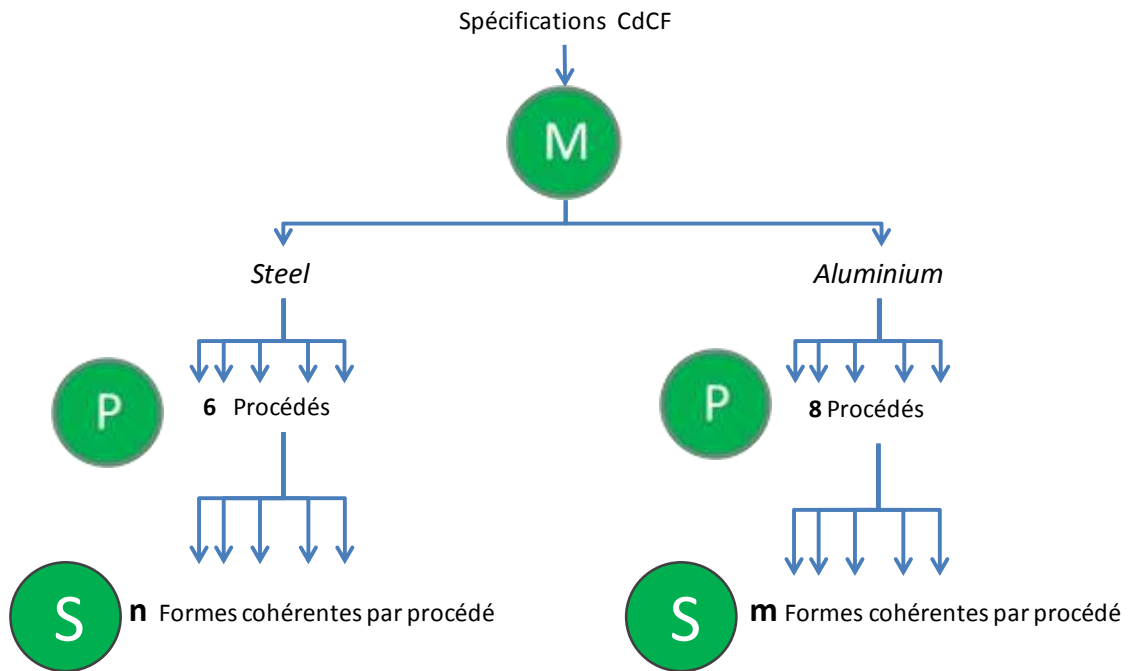 Spécifications CdCF
M
Steel
Aluminium
P
6 Procédés
P
8 Procédés
S
n Formes cohérentes par procédé
S
m Formes cohérentes par procédé